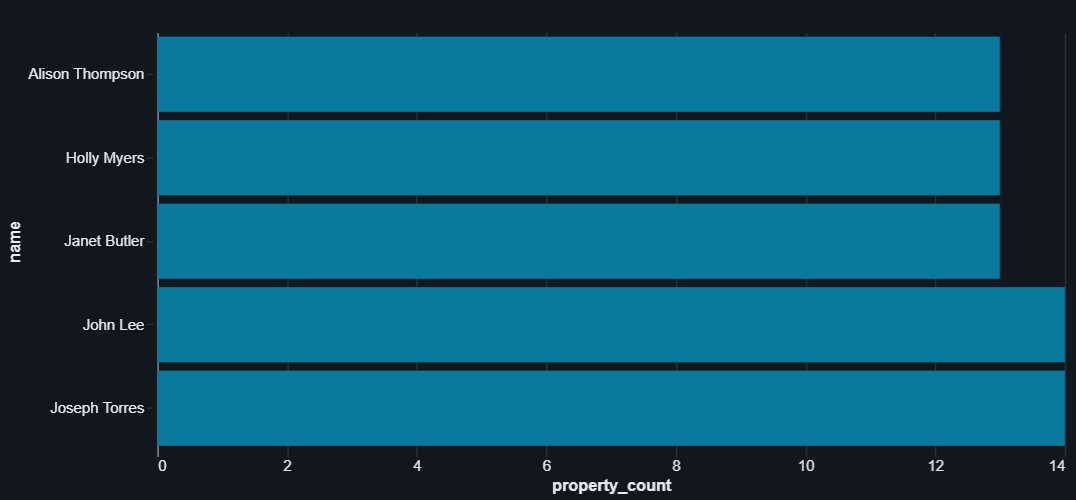 Alison Thompson
Holly Myers
Janet Butler
John Lee
Joseph Torres
name
0 2 4 6 8 10 12 14
property_count